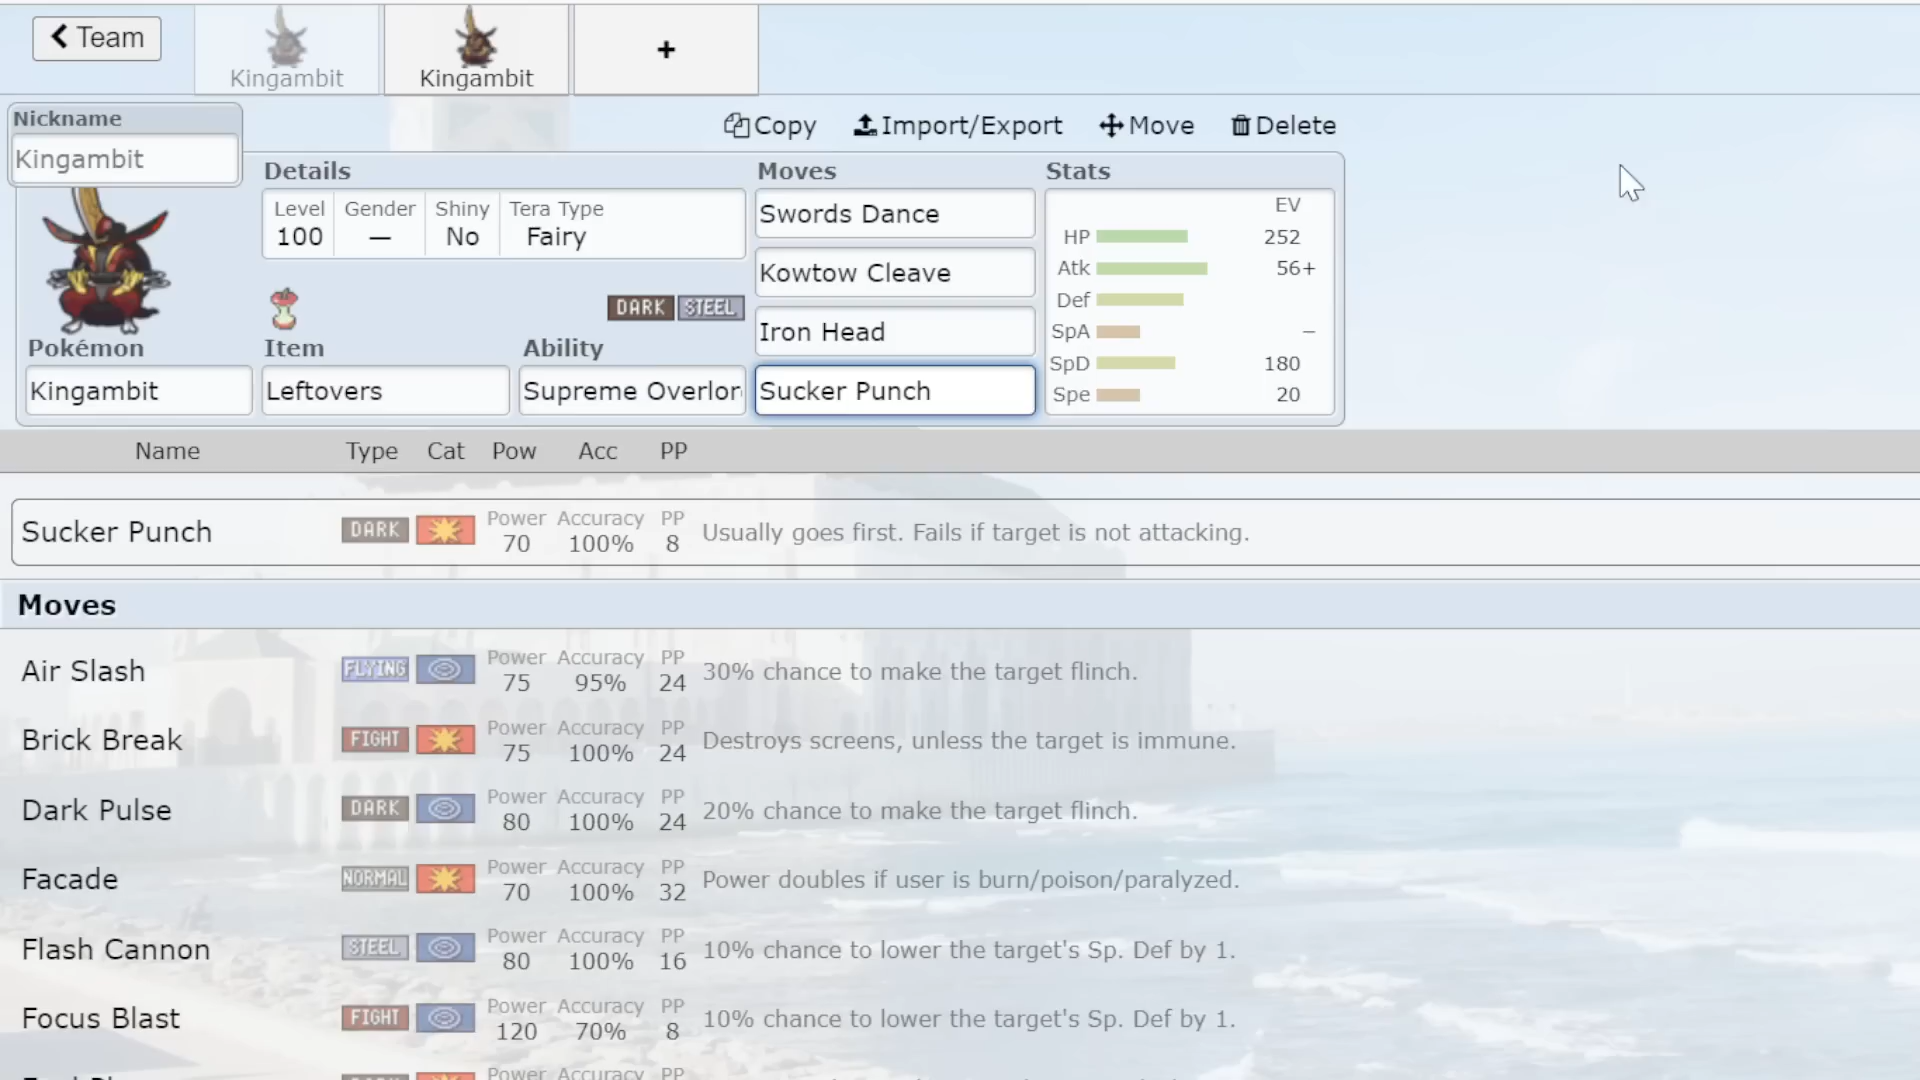 Team
Kingambit
Kingambit
+
Nickname
Kingambit
Copy
Import/Export
Move
Delete
Details
Moves
Stats
Level
Gender
Shiny
Tera Type
100
—
No
Fairy
Swords Dance
Kowtow Cleave
Iron Head
Sucker Punch
EV
HP 252
Atk 56+
Def
SpA –
SpD 180
Spe 20
DARK STEEL
Pokémon
Item
Ability
Kingambit
Leftovers
Supreme Overlor
Name Type Cat Pow Acc PP
Sucker Punch DARK Power 70 Accuracy 100% PP 8 Usually goes first. Fails if target is not attacking.
Moves
Air Slash FLYING Power 75 Accuracy 95% PP 24 30% chance to make the target flinch.
Brick Break FIGHT Power 75 Accuracy 100% PP 24 Destroys screens, unless the target is immune.
Dark Pulse DARK Power 80 Accuracy 100% PP 24 20% chance to make the target flinch.
Facade NORMAL Power 70 Accuracy 100% PP 32 Power doubles if user is burn/poison/paralyzed.
Flash Cannon STEEL Power 80 Accuracy 100% PP 16 10% chance to lower the target's Sp. Def by 1.
Focus Blast FIGHT Power 120 Accuracy 70% PP 8 10% chance to lower the target's Sp. Def by 1.
Power Accuracy PP